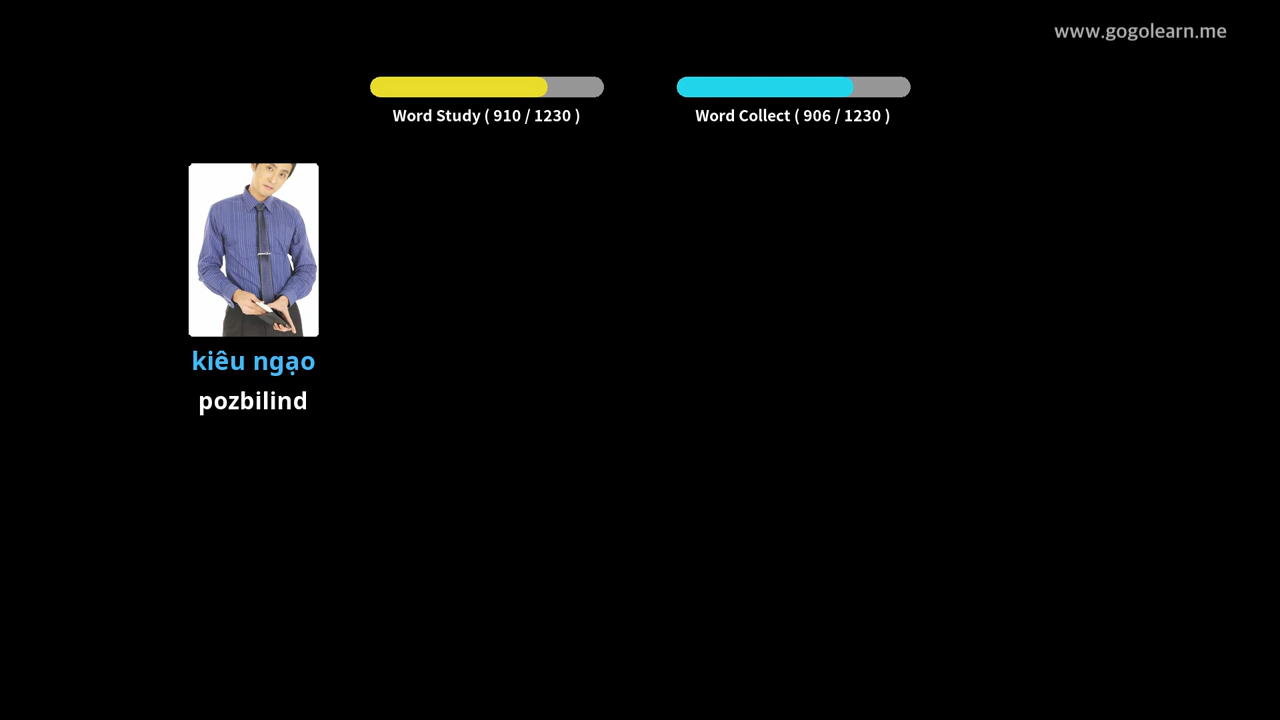 www.gogolearn.me
Word Study ( 910 / 1230 )
Word Collect ( 906 / 1230 )
kiêu ngạo
pozbilind